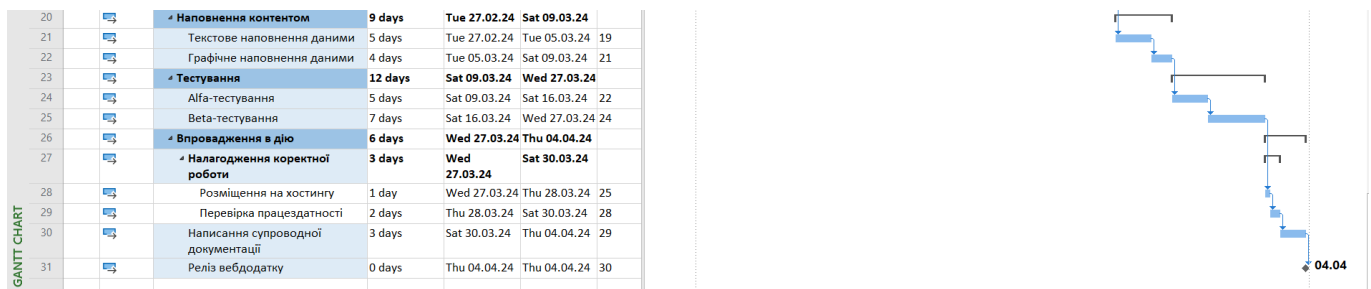 20 Наповнення контентом 9 days Tue 27.02.24 Sat 09.03.24
21 Текстове наповнення даними 5 days Tue 27.02.24 Tue 05.03.24 19
22 Графічне наповнення даними 4 days Tue 05.03.24 Sat 09.03.24 21
23 Тестування 12 days Sat 09.03.24 Wed 27.03.24
24 Alfa-тестування 5 days Sat 09.03.24 Sat 16.03.24 22
25 Beta-тестування 7 days Sat 16.03.24 Wed 27.03.24 24
26 Впровадження в дію 6 days Wed 27.03.24 Thu 04.04.24
27 Налагодження коректної 3 days Wed Sat 30.03.24
роботи 27.03.24
28 Розміщення на хостингу 1 day Wed 27.03.24 Thu 28.03.24 25
29 Перевірка працездатності 2 days Thu 28.03.24 Sat 30.03.24 28
30 Написання супроводної 3 days Sat 30.03.24 Thu 04.04.24 29
документації
31 Реліз вебдодатку 0 days Thu 04.04.24 Thu 04.04.24 30
04.04
GANTT CHART